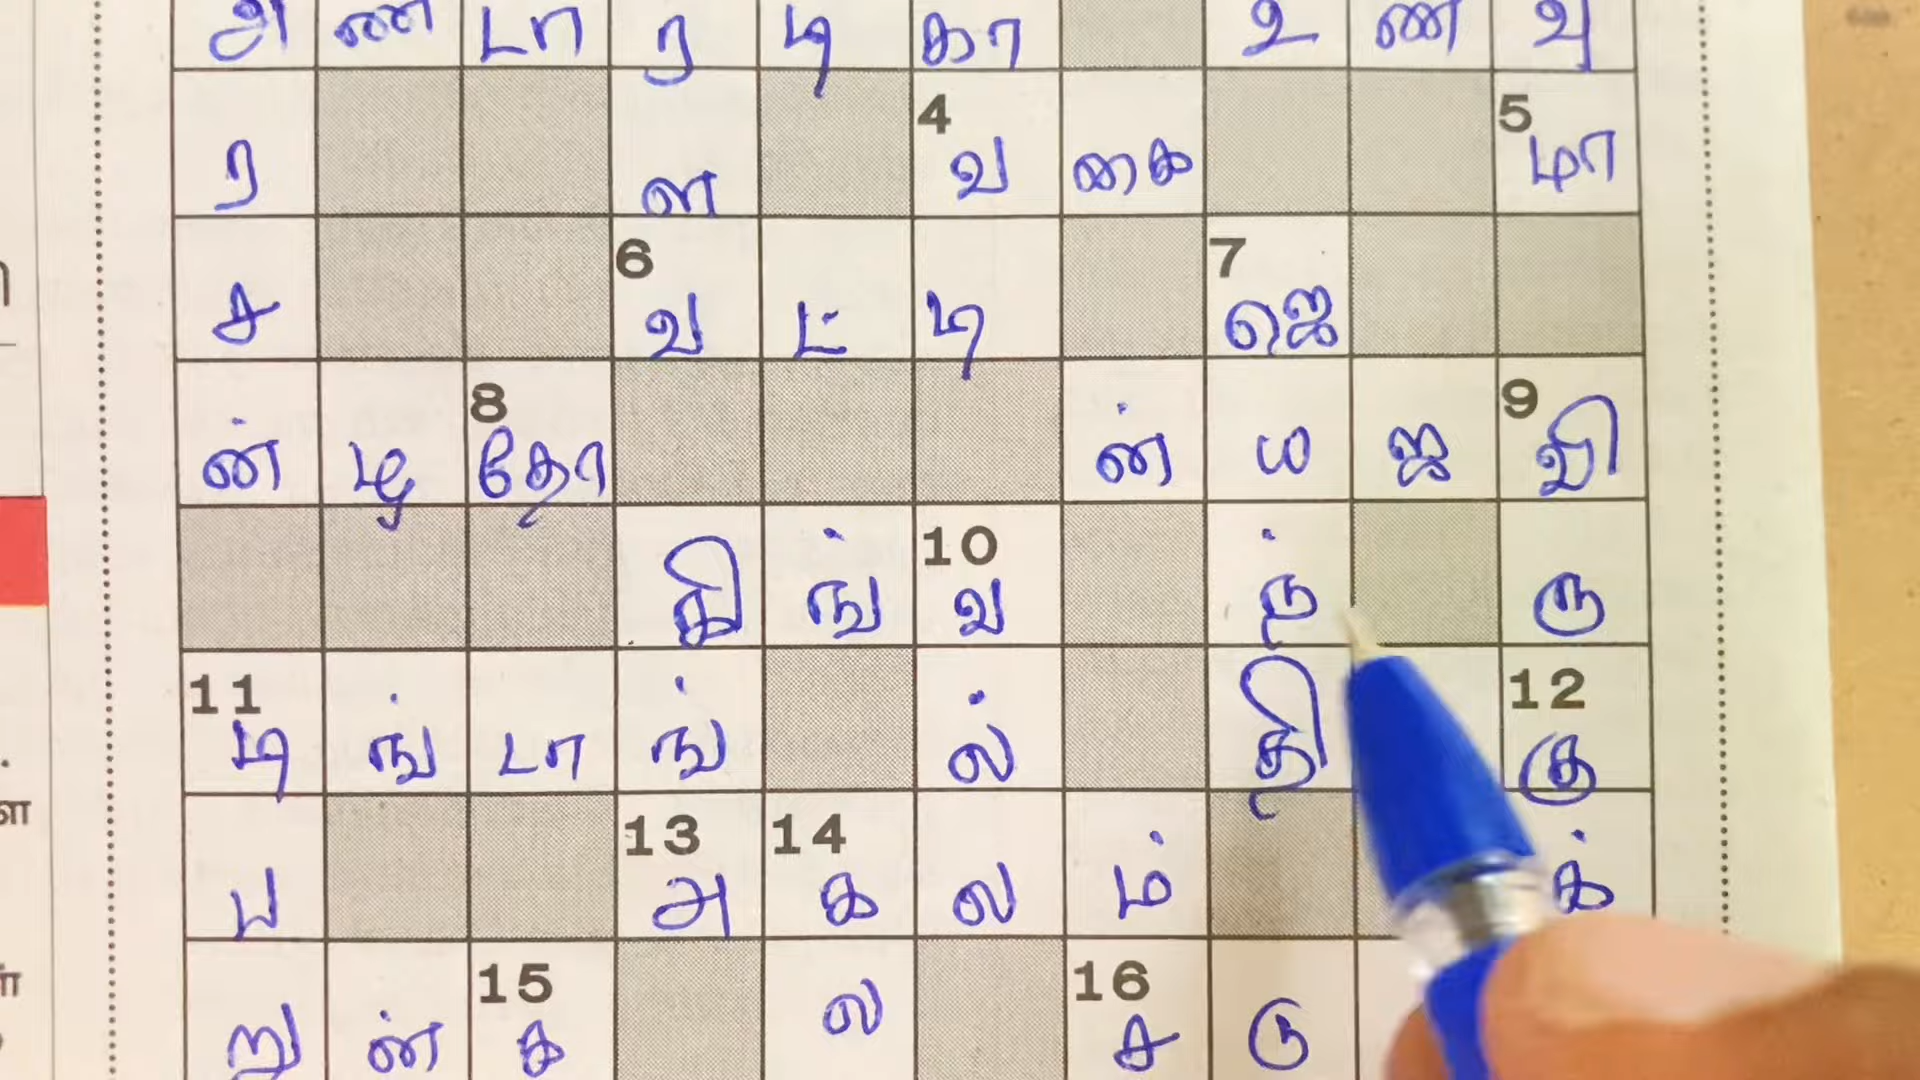 அ ண் டா ர டி கா உ ண வு
ர ள 4 வ கை 5 மா
ச 6 வ ட் டி 7 ஜெ
ன் ழ 8 தோ ன் ம ஜ 9 வி
கி ங் 10 வ ந் ரு
11 டி ங் டா ங் ல் தி 12 கு
ப 13 அ 14 க ல ம் க்
று ன் 15 க ல 16 ச டு